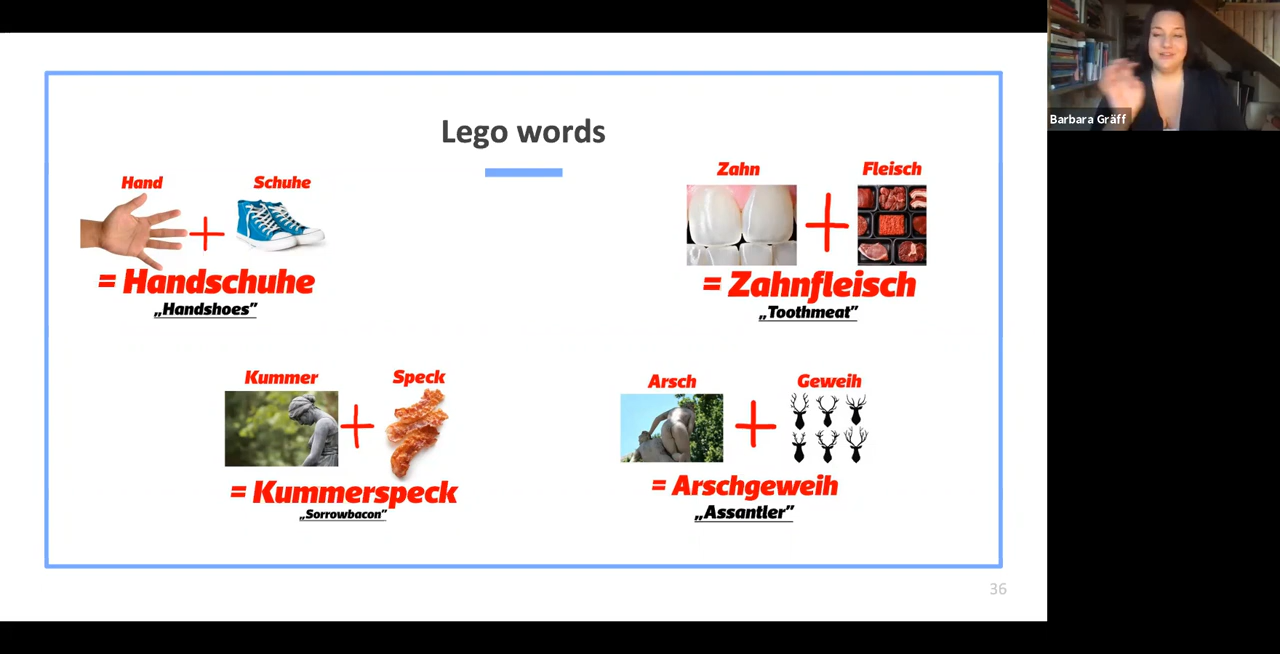 Lego words
Hand Schuhe
= Handschuhe
„Handshoes”
Zahn Fleisch
= Zahnfleisch
„Toothmeat”
Kummer Speck
= Kummerspeck
„Sorrowbacon”
Arsch Geweih
= Arschgeweih
„Assantler”
36
Barbara Gräff